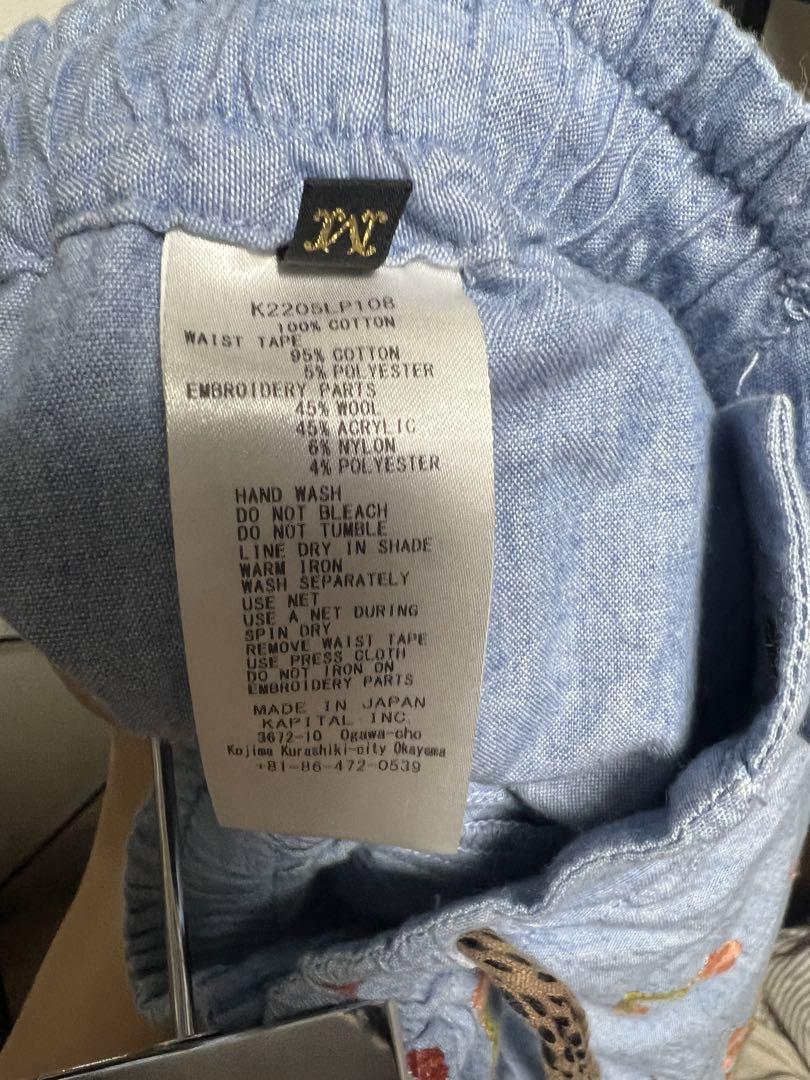 M
K2205LP108
100% COTTON
WAIST TAPE
95% COTTON
5% POLYESTER
EMBROIDERY PARTS
45% WOOL
45% ACRYLIC
6% NYLON
4% POLYESTER
HAND WASH
DO NOT BLEACH
DO NOT TUMBLE
LINE DRY IN SHADE
WARM IRON
WASH SEPARATELY
USE NET
USE A NET DURING
SPIN DRY
REMOVE WAIST TAPE
USE PRESS CLOTH
DO NOT IRON ON
EMBROIDERY PARTS
MADE IN JAPAN
KAPITAL INC.
3672-10 Ogawa-cho
Kojima Kurashiki-city Okayama
+81-86-472-0539